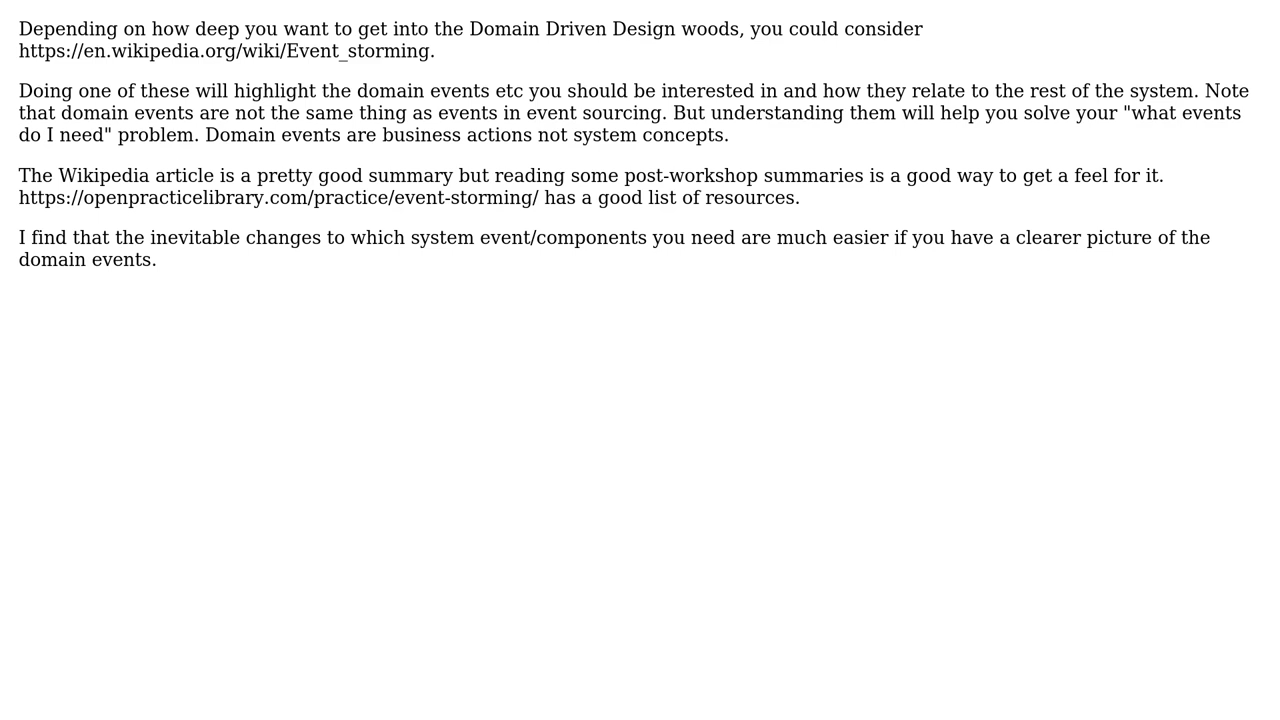 Depending on how deep you want to get into the Domain Driven Design woods, you could consider
https://en.wikipedia.org/wiki/Event_storming.
Doing one of these will highlight the domain events etc you should be interested in and how they relate to the rest of the system. Note
that domain events are not the same thing as events in event sourcing. But understanding them will help you solve your "what events
do I need" problem. Domain events are business actions not system concepts.
The Wikipedia article is a pretty good summary but reading some post-workshop summaries is a good way to get a feel for it.
https://openpracticelibrary.com/practice/event-storming/ has a good list of resources.
I find that the inevitable changes to which system event/components you need are much easier if you have a clearer picture of the
domain events.